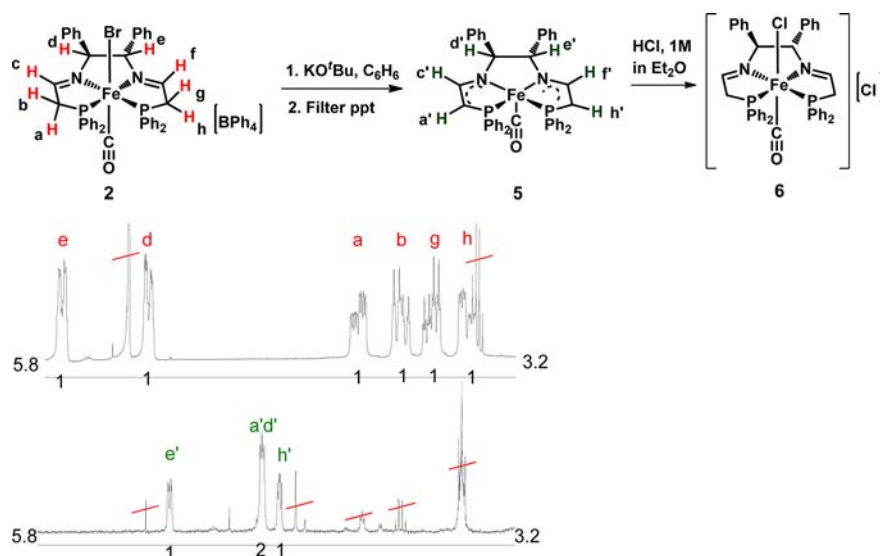 Br
Ph
Ph
d
H
H
e
f
c
H
H
H
N
N
Fe
H
H
g
b
P
P
H
H
h
a
Ph2
Ph2
[BPh4]
C
O
2
1. KOtBu, C6H6
2. Filter ppt
Ph
Ph
d'
H
H
e'
c'
H
H
f'
N
N
Fe
H
P
P
H
a'
h'
Ph2
Ph2
C
O
5
HCl, 1M
in Et2O
Ph
Cl
Ph
N
N
Fe
P
P
Ph2
Ph2
[Cl]
C
O
6
e d a b g h
5.8 3.2
1 1 1 1 1 1
e' a'd' h'
5.8 3.2
1 2 1